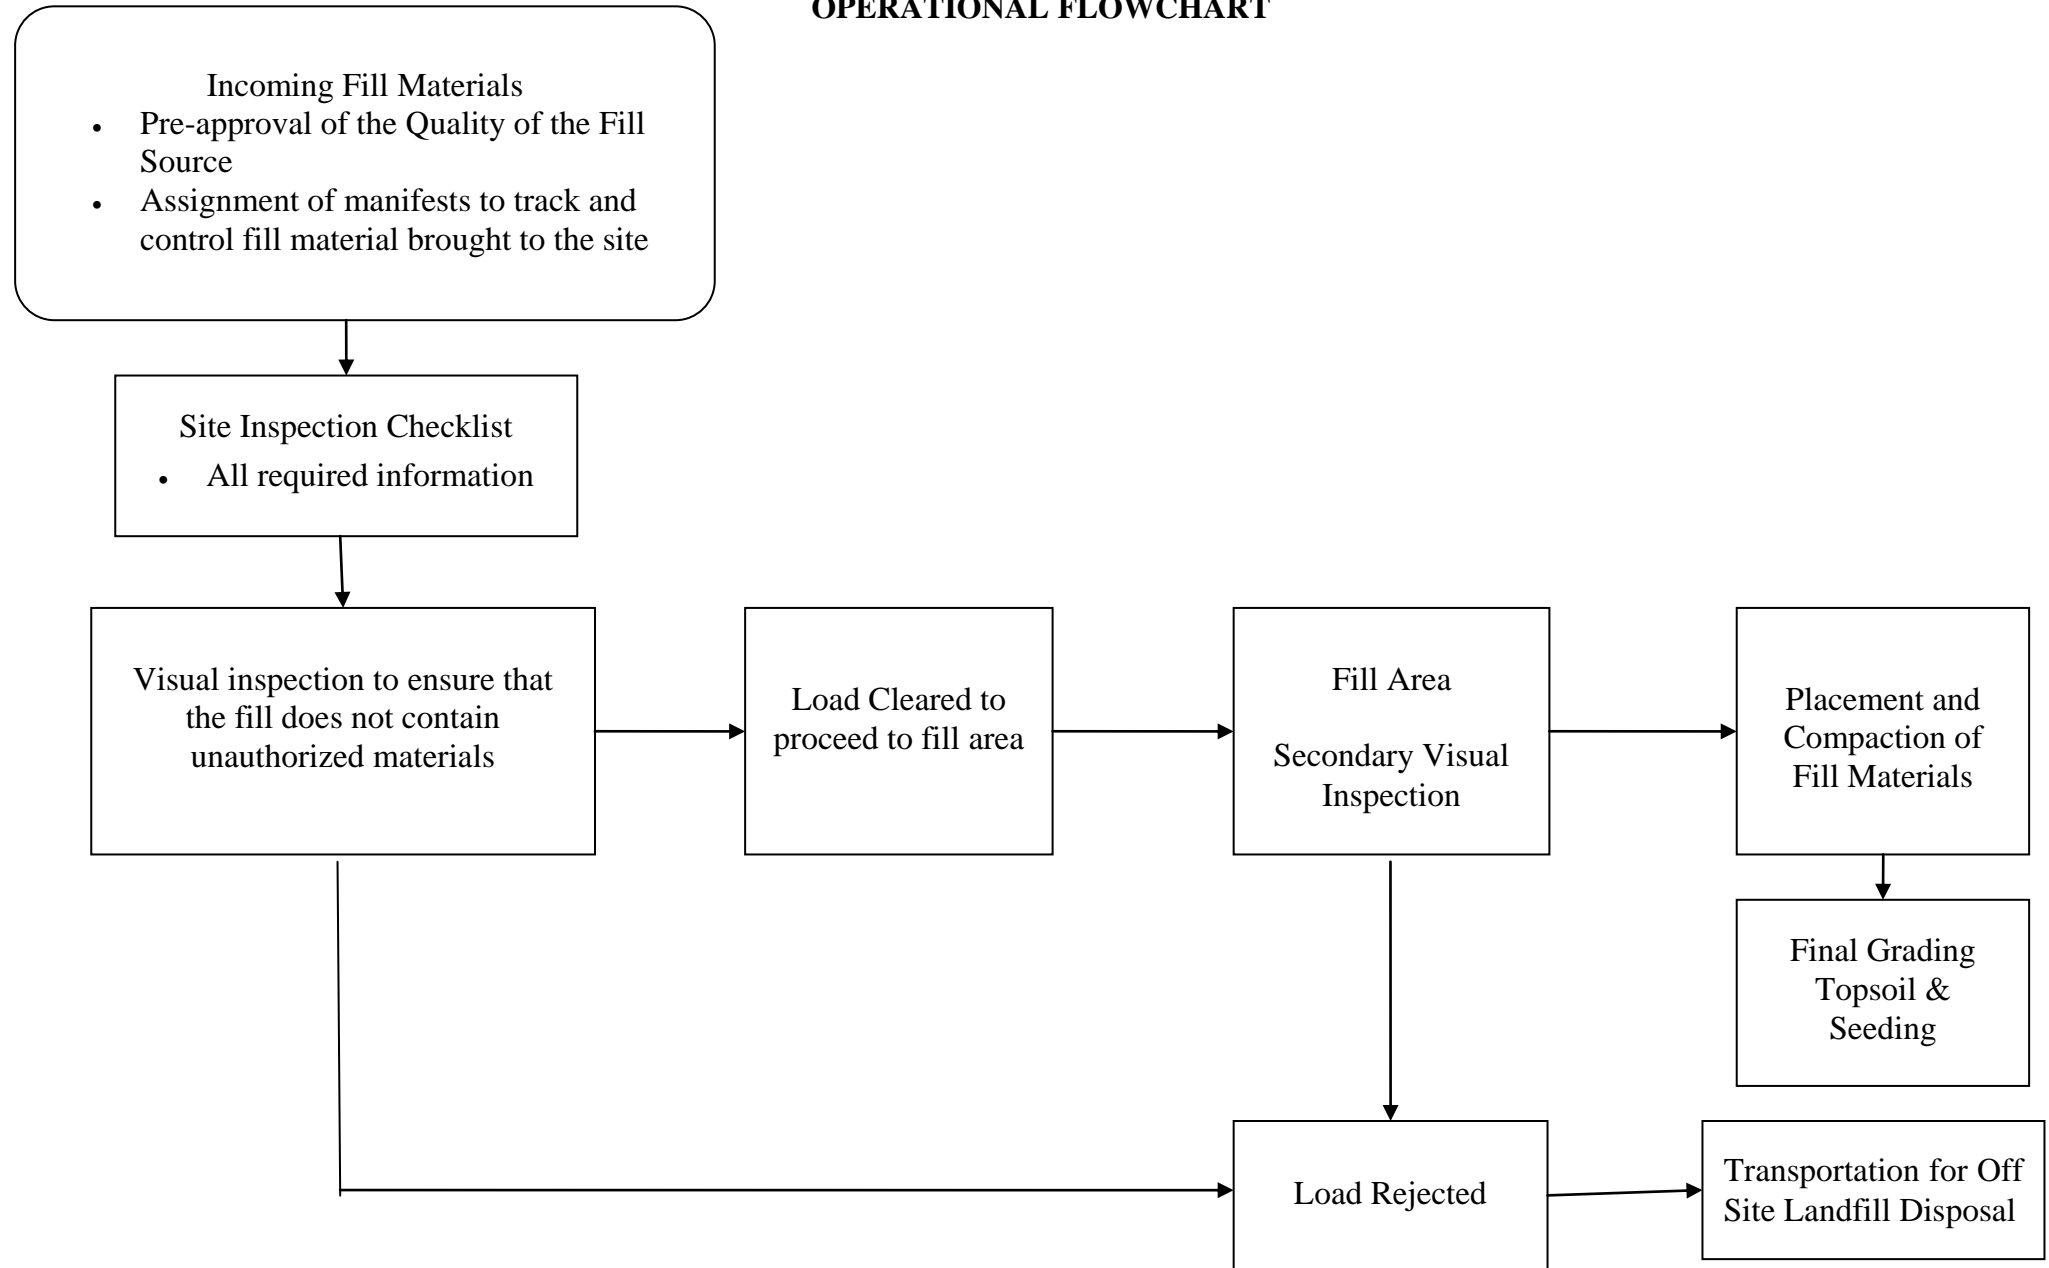 OPERATIONAL FLOWCHART
Incoming Fill Materials
• Pre-approval of the Quality of the Fill
Source
• Assignment of manifests to track and
control fill material brought to the site
Site Inspection Checklist
• All required information
Visual inspection to ensure that
the fill does not contain
unauthorized materials
Load Cleared to
proceed to fill area
Fill Area
Secondary Visual
Inspection
Placement and
Compaction of
Fill Materials
Final Grading
Topsoil &
Seeding
Load Rejected
Transportation for Off
Site Landfill Disposal